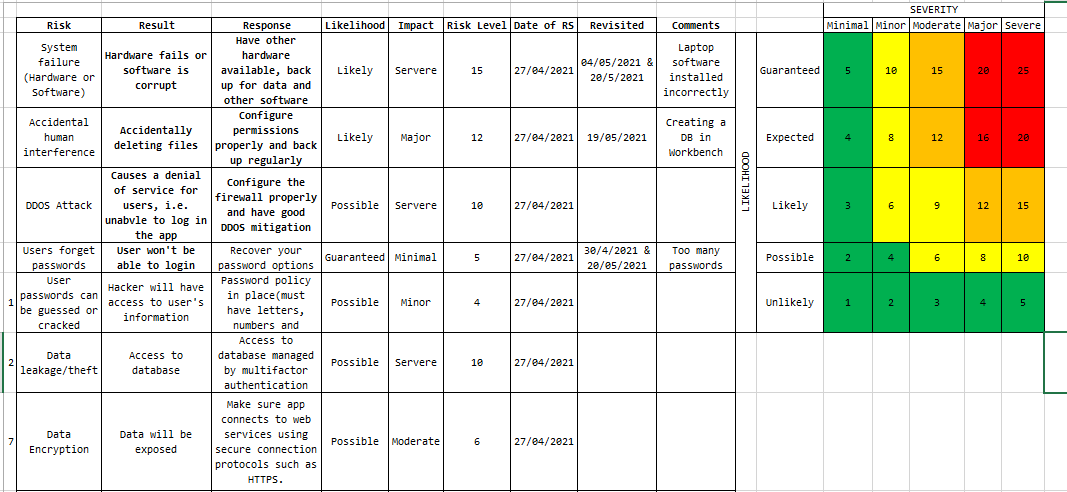 SEVERITY
Risk Result Response Likelihood Impact Risk Level Date of RS Revisited Comments Minimal Minor Moderate Major Severe
System
failure
(Hardware or
Software)
Hardware fails or
software is
corrupt
Have other
hardware
available, back
up for data and
other software
Likely
Servere
15
27/04/2021
04/05/2021 &
20/5/2021
Laptop
software
installed
incorrectly
LIKELIHOOD
Guaranteed 5 10 15 20 25
Accidental
human
interference
Accidentally
deleting files
Configure
permissions
properly and back
up regularly
Likely
Major
12
27/04/2021
19/05/2021
Creating a
DB in
Workbench
Expected 4 8 12 16 20
DDOS Attack
Causes a denial
of service for
users, i.e.
unabvle to log in
the app
Configure the
firewall properly
and have good
DDOS mitigation
Possible
Servere
10
27/04/2021
Likely 3 6 9 12 15
Users forget
passwords
User won't be
able to login
Recover your
password options
Guaranteed
Minimal
5
27/04/2021
30/4/2021 &
20/05/2021
Too many
passwords
Possible 2 4 6 8 10
1
User
passwords can
be guessed or
cracked
Hacker will have
access to user's
information
Password policy
in place(must
have letters,
numbers and
Possible
Minor
4
27/04/2021
Unlikely 1 2 3 4 5
2
Data
leakage/theft
Access to
database
Access to
database managed
by multifactor
authentication
Possible
Servere
10
27/04/2021
7
Data
Encryption
Data will be
exposed
Make sure app
connects to web
services using
secure connection
protocols such as
HTTPS.
Possible
Moderate
6
27/04/2021